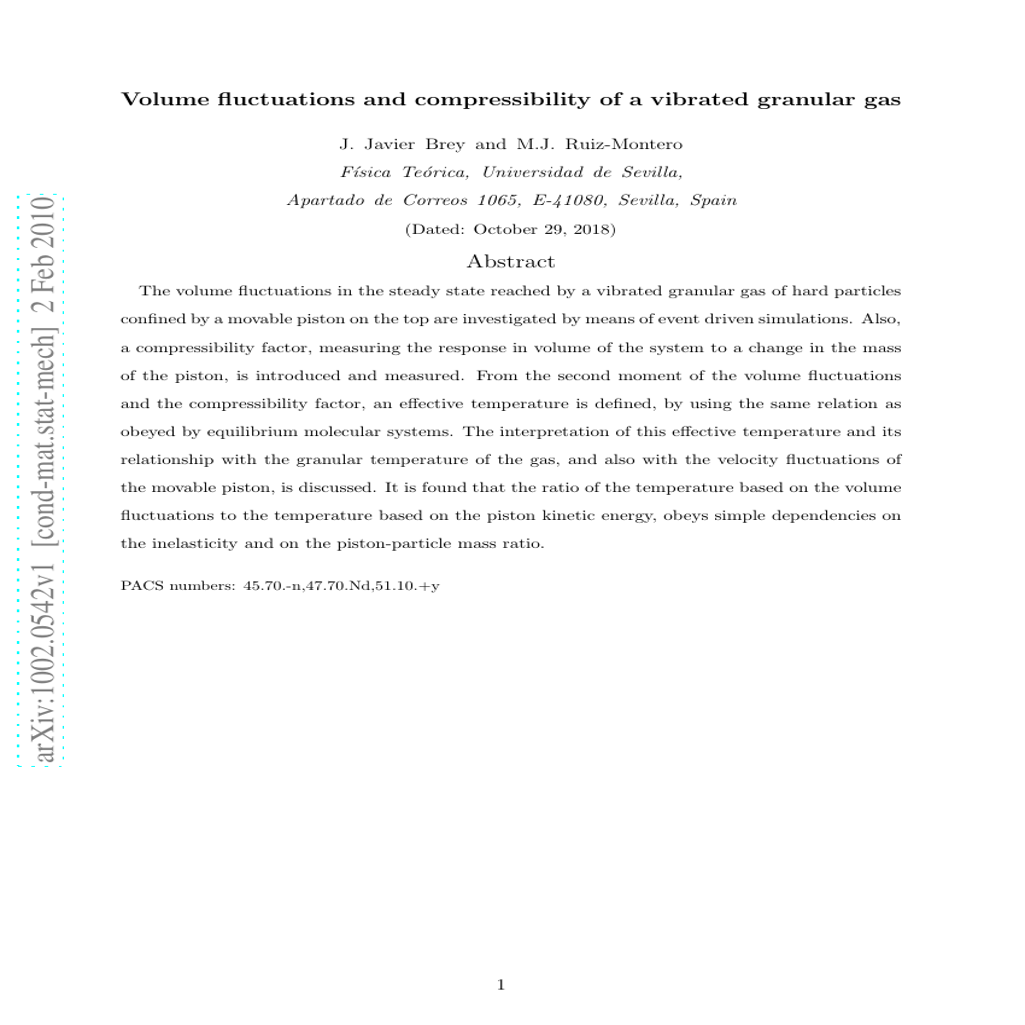 Volume fluctuations and compressibility of a vibrated granular gas
J. Javier Brey and M.J. Ruiz-Montero
Física Teórica, Universidad de Sevilla,
Apartado de Correos 1065, E-41080, Sevilla, Spain
(Dated: October 29, 2018)
Abstract
The volume fluctuations in the steady state reached by a vibrated granular gas of hard particles
confined by a movable piston on the top are investigated by means of event driven simulations. Also,
a compressibility factor, measuring the response in volume of the system to a change in the mass
of the piston, is introduced and measured. From the second moment of the volume fluctuations
and the compressibility factor, an effective temperature is defined, by using the same relation as
obeyed by equilibrium molecular systems. The interpretation of this effective temperature and its
relationship with the granular temperature of the gas, and also with the velocity fluctuations of
the movable piston, is discussed. It is found that the ratio of the temperature based on the volume
fluctuations to the temperature based on the piston kinetic energy, obeys simple dependencies on
the inelasticity and on the piston-particle mass ratio.
PACS numbers: 45.70.-n,47.70.Nd,51.10.+y
arXiv:1002.0542v1 [cond-mat.stat-mech] 2 Feb 2010
1